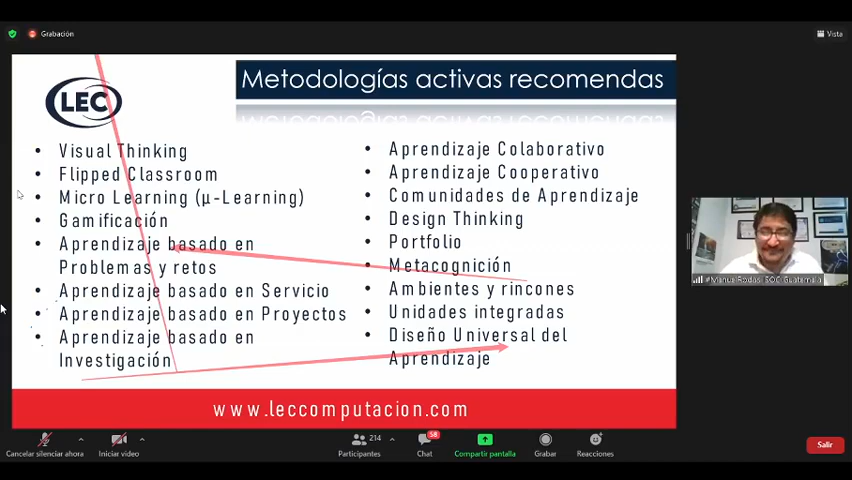 Grabación
Vista
LEC
Metodologías activas recomendas
Visual Thinking
Flipped Classroom
Micro Learning (µ-Learning)
Gamificación
Aprendizaje basado en
Problemas y retos
Aprendizaje basado en Servicio
Aprendizaje basado en Proyectos
Aprendizaje basado en
Investigación
Aprendizaje Colaborativo
Aprendizaje Cooperativo
Comunidades de Aprendizaje
Design Thinking
Portfolio
Metacognición
Ambientes y rincones
Unidades integradas
Diseño Universal del
Aprendizaje
www.leccomputacion.com
Rodas
Guatemala
Cancelar silenciar ahora
Iniciar video
214
Participantes
58
Chat
Compartir pantalla
Grabar
Reacciones
Salir